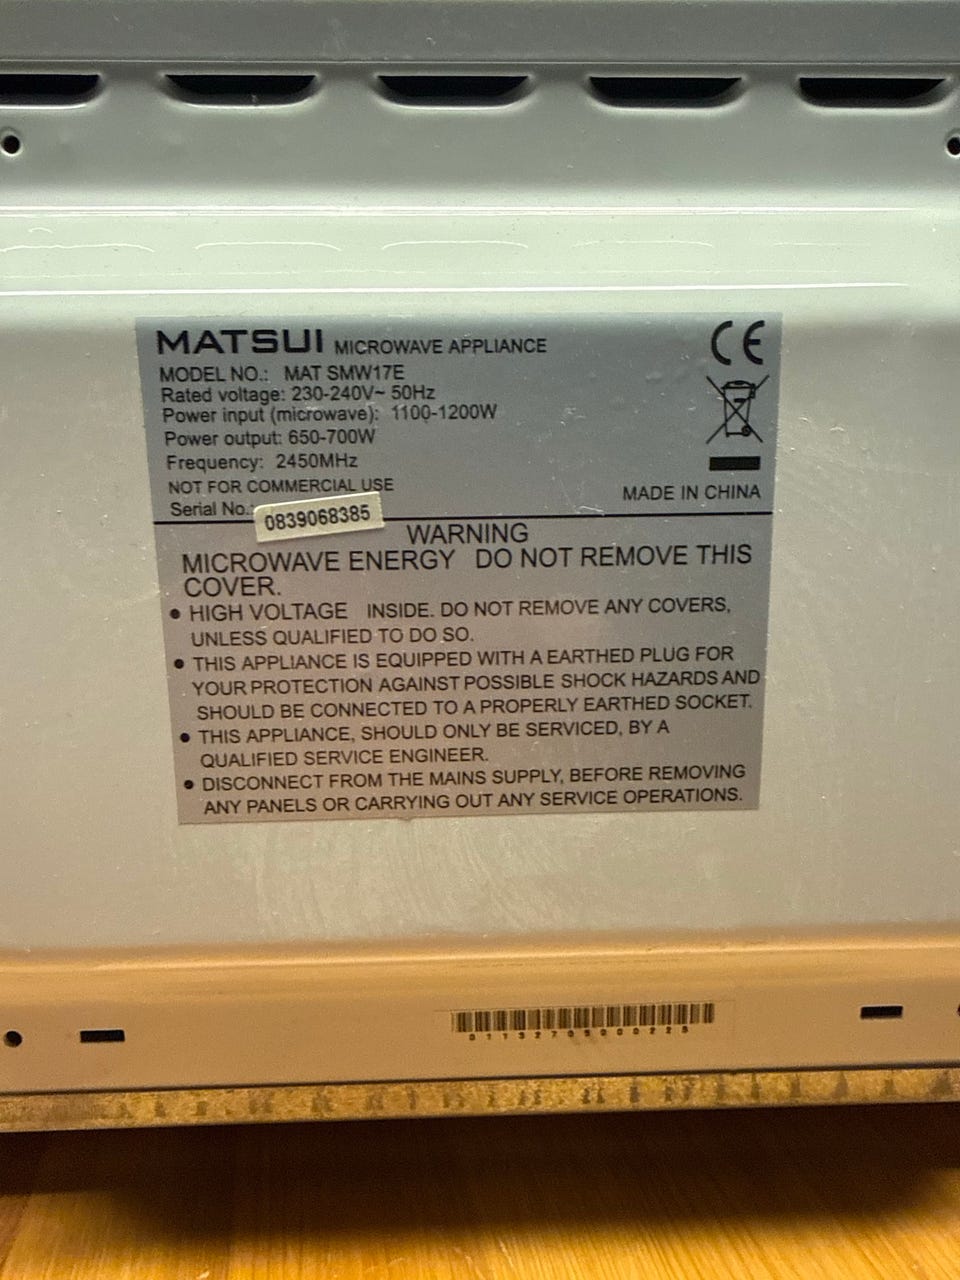 MATSUI MICROWAVE APPLIANCE
MODEL NO.: MAT SMW17E
Rated voltage: 230-240V~ 50Hz
Power input (microwave): 1100-1200W
Power output: 650-700W
Frequency: 2450MHz
NOT FOR COMMERCIAL USE
Serial No.: 0839068385
CE
MADE IN CHINA
WARNING
MICROWAVE ENERGY DO NOT REMOVE THIS
COVER.
• HIGH VOLTAGE INSIDE. DO NOT REMOVE ANY COVERS,
UNLESS QUALIFIED TO DO SO.
• THIS APPLIANCE IS EQUIPPED WITH A EARTHED PLUG FOR
YOUR PROTECTION AGAINST POSSIBLE SHOCK HAZARDS AND
SHOULD BE CONNECTED TO A PROPERLY EARTHED SOCKET.
• THIS APPLIANCE, SHOULD ONLY BE SERVICED, BY A
QUALIFIED SERVICE ENGINEER.
• DISCONNECT FROM THE MAINS SUPPLY, BEFORE REMOVING
ANY PANELS OR CARRYING OUT ANY SERVICE OPERATIONS.